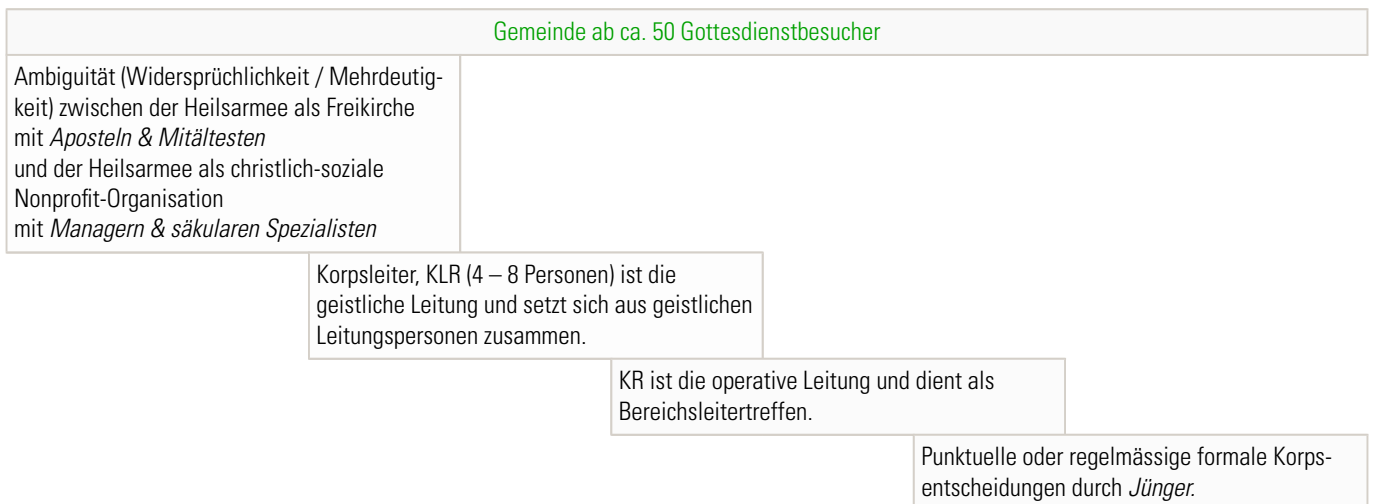 Gemeinde ab ca. 50 Gottesdienstbesucher
Ambiguität (Widersprüchlichkeit / Mehrdeutig-
keit) zwischen der Heilsarmee als Freikirche
mit Aposteln & Mitältesten
und der Heilsarmee als christlich-soziale
Nonprofit-Organisation
mit Managern & säkularen Spezialisten
Korpsleiter, KLR (4 – 8 Personen) ist die
geistliche Leitung und setzt sich aus geistlichen
Leitungspersonen zusammen.
KR ist die operative Leitung und dient als
Bereichsleitertreffen.
Punktuelle oder regelmässige formale Korps-
entscheidungen durch Jünger.